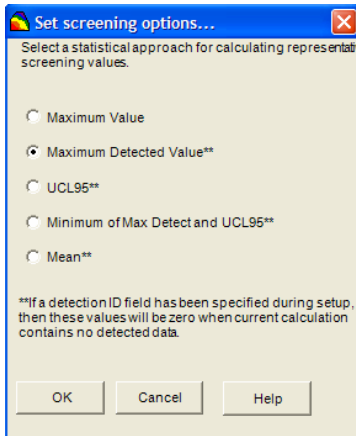 Set screening options...
Select a statistical approach for calculating representati
screening values.
Maximum Value
Maximum Detected Value**
UCL95**
Minimum of Max Detect and UCL95**
Mean**
**If a detection ID field has been specified during setup,
then these values will be zero when current calculation
contains no detected data.
OK Cancel Help